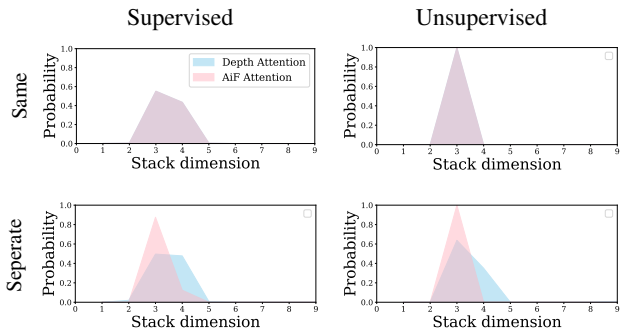 Supervised
Unsupervised
Same
Probability
1.0
0.8
0.6
0.4
0.2
0.0
0 1 2 3 4 5 6 7 8 9
Stack dimension
Depth Attention
AiF Attention
Probability
1.0
0.8
0.6
0.4
0.2
0.0
0 1 2 3 4 5 6 7 8 9
Stack dimension
Seperate
Probability
1.0
0.8
0.6
0.4
0.2
0.0
0 1 2 3 4 5 6 7 8 9
Stack dimension
Probability
1.0
0.8
0.6
0.4
0.2
0.0
0 1 2 3 4 5 6 7 8 9
Stack dimension